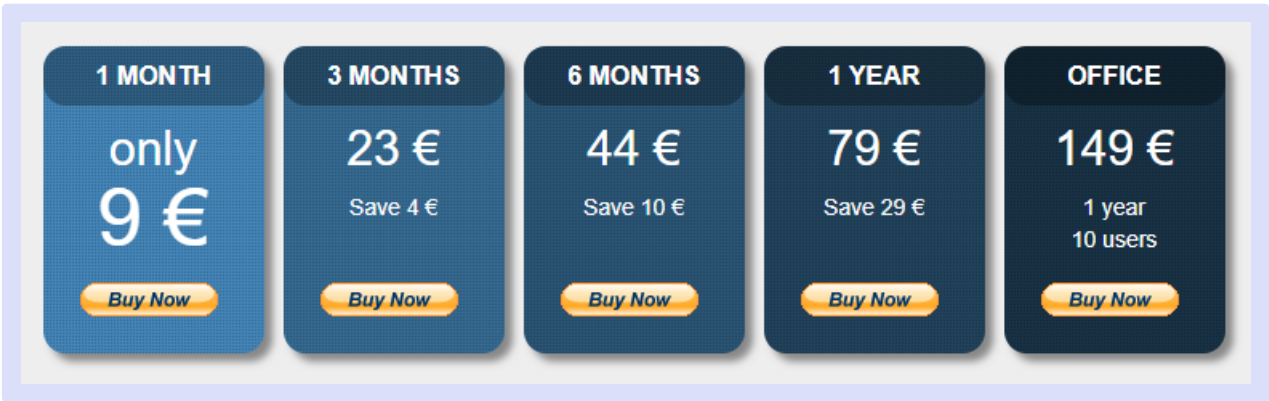 1 MONTH
only
9 €
Buy Now
3 MONTHS
23 €
Save 4 €
Buy Now
6 MONTHS
44 €
Save 10 €
Buy Now
1 YEAR
79 €
Save 29 €
Buy Now
OFFICE
149 €
1 year
10 users
Buy Now